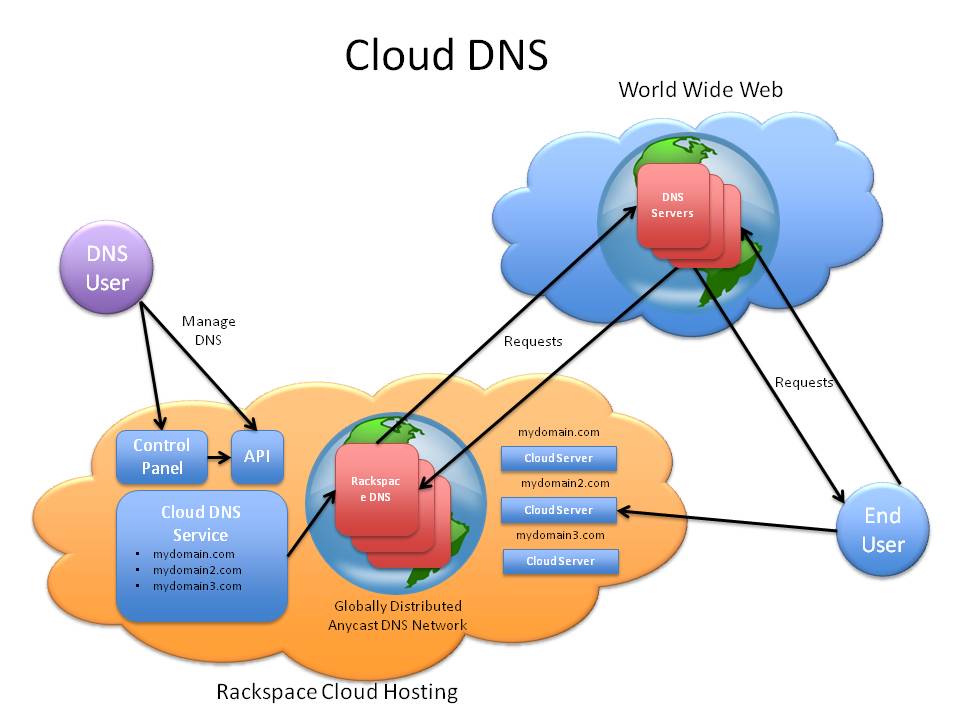 Cloud DNS
World Wide Web
DNS
Servers
DNS
User
Manage
DNS
Requests
Requests
Control
Panel
API
Cloud DNS
Service
• mydomain.com
• mydomain2.com
• mydomain3.com
Rackspac
e DNS
Globally Distributed
Anycast DNS Network
mydomain.com
Cloud Server
mydomain2.com
Cloud Server
mydomain3.com
Cloud Server
End
User
Rackspace Cloud Hosting